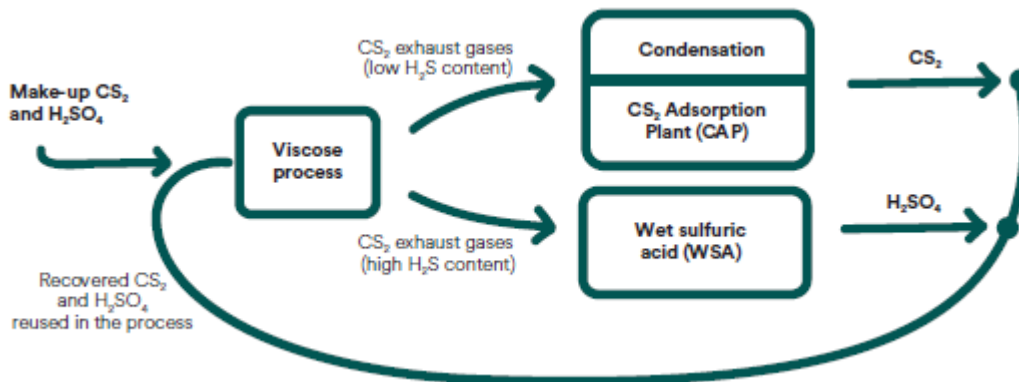 Make-up CS₂
and H₂SO₄
Viscose
process
CS₂ exhaust gases
(low H₂S content)
Condensation
CS₂ Adsorption
Plant (CAP)
CS₂
CS₂ exhaust gases
(high H₂S content)
Wet sulfuric
acid (WSA)
H₂SO₄
Recovered CS₂
and H₂SO₄
reused in the process